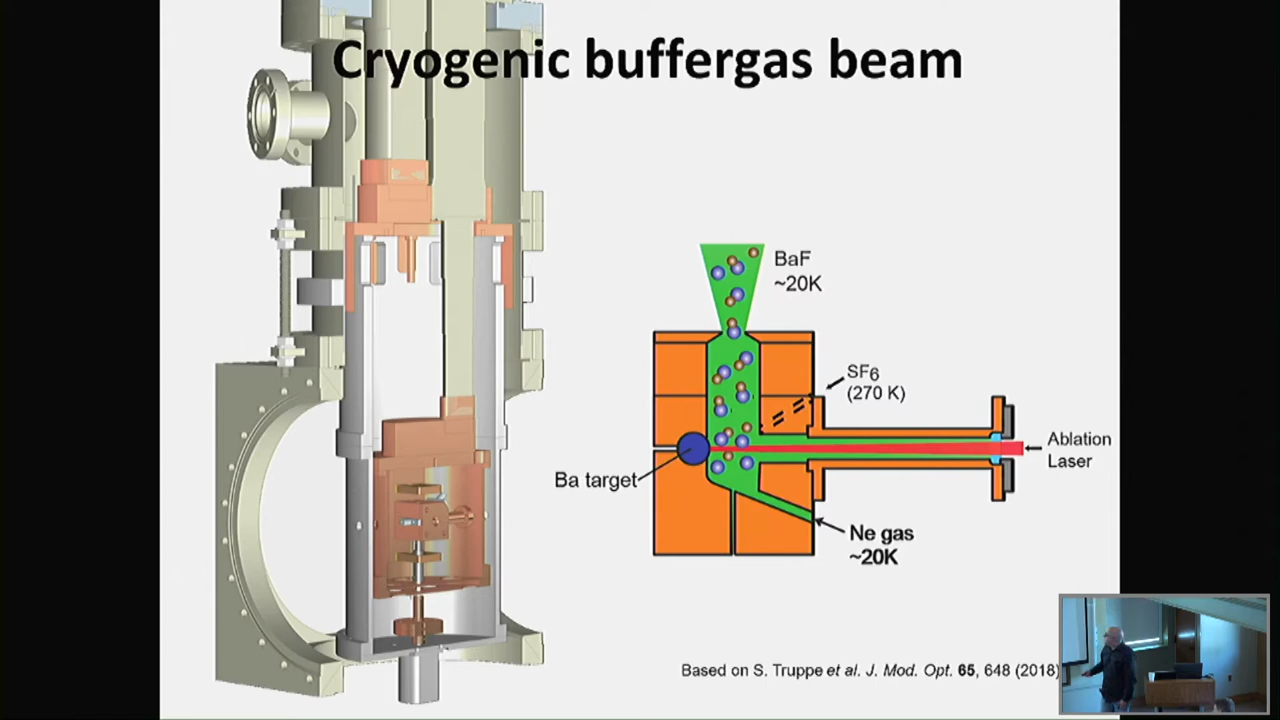 Cryogenic buffergas beam
BaF
~20K
SF6
(270 K)
Ablation
Laser
Ba target
Ne gas
~20K
Based on S. Truppe et al. J. Mod. Opt. 65, 648 (2018)